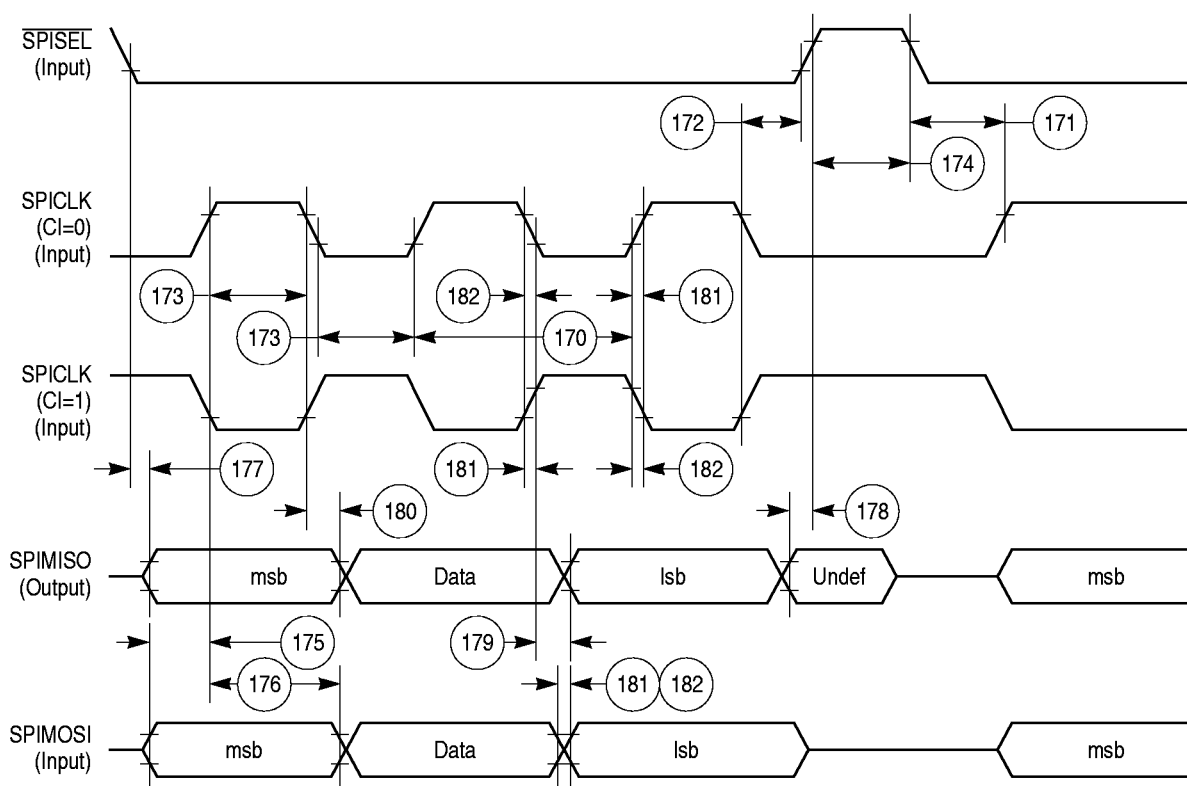 SPISEL
(Input)
172
171
174
SPICLK
(CI=0)
(Input)
173
182
181
173
170
SPICLK
(CI=1)
(Input)
177
181
182
180
178
SPIMISO
(Output)
msb
Data
lsb
Undef
msb
175
179
176
181
182
SPIMOSI
(Input)
msb
Data
lsb
msb